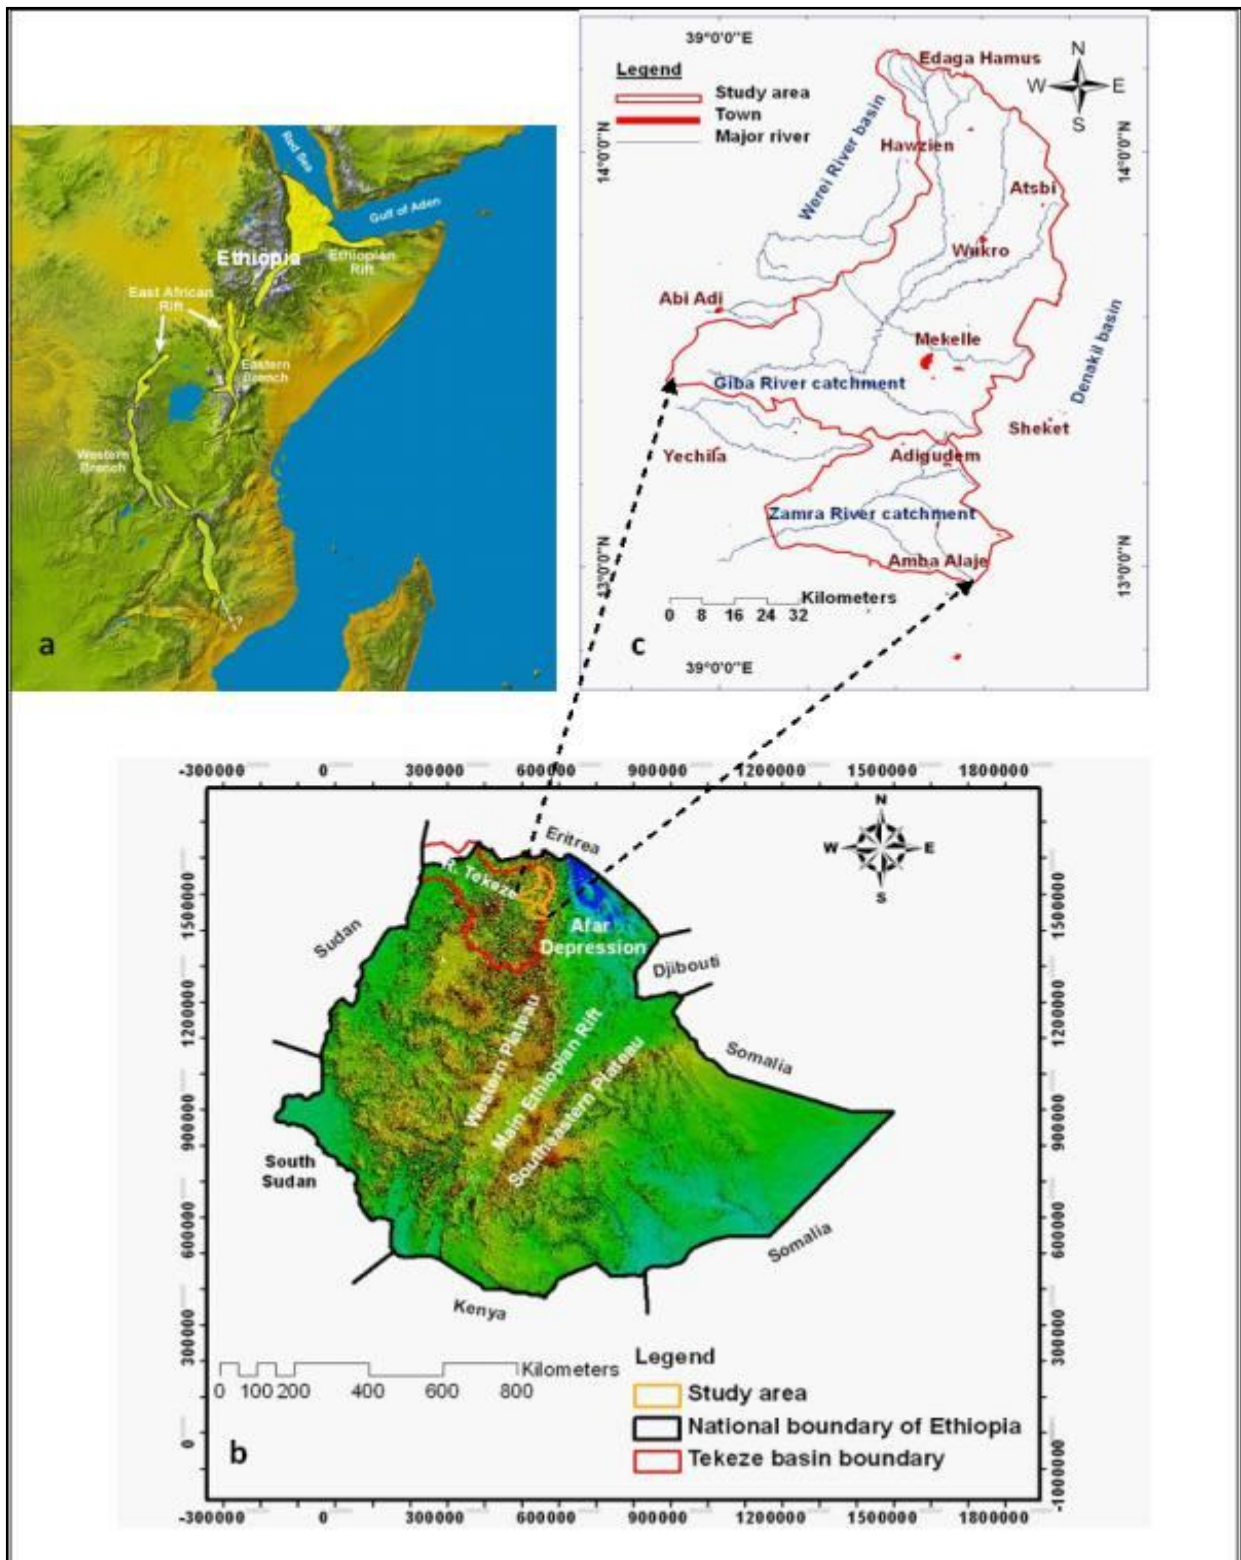 Red Sea
Gulf of Aden
Ethiopia
Ethiopian
Rift
East African
Rift
Eastern
Branch
Western
Branch
?
a
39°0'0"E
Legend
Study area
Town
Major river
N
W
E
S
Edaga Hamus
Werei River basin
Hawzien
14°0'0"N
14°0'0"N
Atsbi
Wukro
Abi Adi
Mekelle
Denakil basin
Giba River catchment
Sheket
Yechila
Adigudem
Zamra River catchment
Amba Alaje
13°0'0"N
13°0'0"N
Kilometers
0 8 16 24 32
39°0'0"E
c
-300000 0 300000 600000 900000 1200000 1500000 1800000
N
W
E
S
Eritrea
R. Tekeze
Sudan
Afar
Depression
Djibouti
Western Plateau
Main Ethiopian Rift
Southeastern Plateau
Somalia
South
Sudan
Somalia
Kenya
1500000
1200000
900000
600000
300000
0
1500000
1200000
900000
600000
300000
0
-1000000
Kilometers
0 100 200 400 600 800
Legend
Study area
National boundary of Ethiopia
Tekeze basin boundary
b
-300000 0 300000 600000 900000 1200000 1500000 1800000